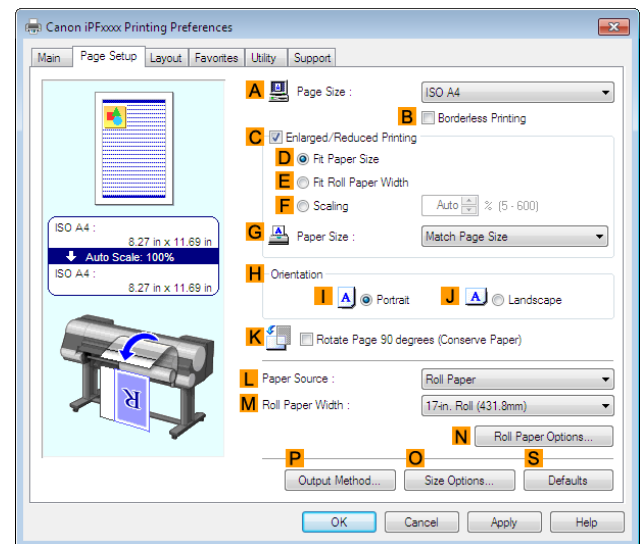 Canon iPFxxxx Printing Preferences
Main Page Setup Layout Favorites Utility Support
A Page Size : ISO A4
B Borderless Printing
C Enlarged/Reduced Printing
D Fit Paper Size
E Fit Roll Paper Width
F Scaling Auto % (5 - 600)
G Paper Size : Match Page Size
ISO A4 :
8.27 in x 11.69 in
Auto Scale: 100%
ISO A4 :
8.27 in x 11.69 in
H Orientation
I A Portrait J A Landscape
K Rotate Page 90 degrees (Conserve Paper)
R
L Paper Source : Roll Paper
M Roll Paper Width : 17-in. Roll (431.8mm)
N Roll Paper Options...
P O S
Output Method... Size Options... Defaults
OK Cancel Apply Help